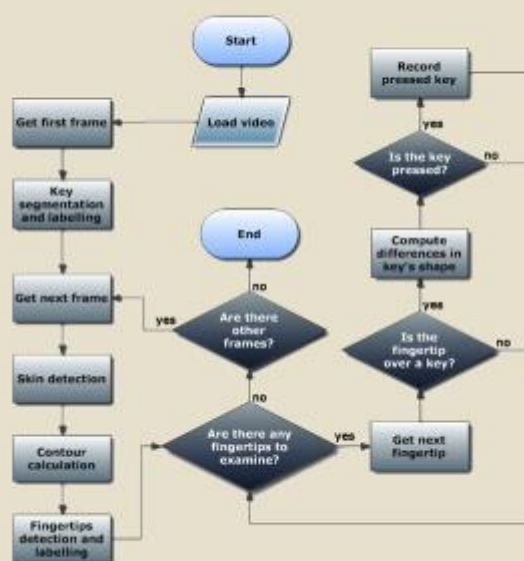 Start
Load video
Get first frame
Key
segmentation
and labelling
Get next frame
Skin detection
Contour
calculation
Fingertips
detection and
labelling
Are there any
fingertips to
examine?
no
Are there
other
frames?
yes
no
End
yes
Get next
fingertip
Is the
fingertip
over a key?
no
yes
Compute
differences in
key's shape
Is the key
pressed?
no
yes
Record
pressed key